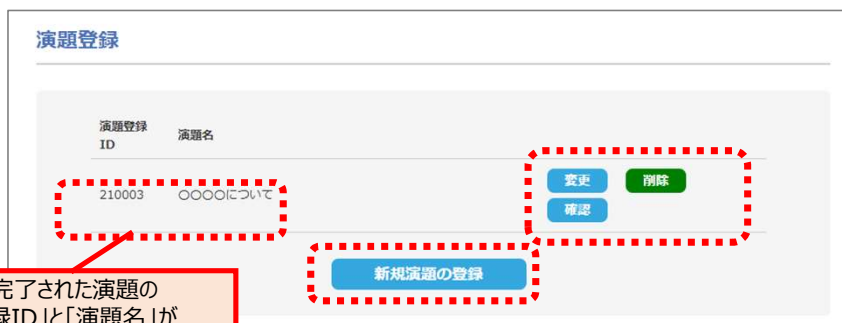 演題登録
演題登録
ID
演題名
210003 〇〇〇〇について
変更 削除
確認
新規演題の登録
完了された演題の
録ID」と「演題名」が